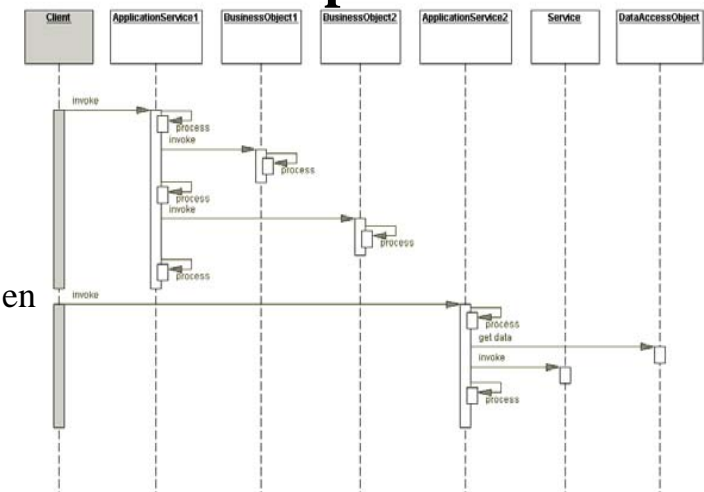 p
Client ApplicationService1 BusinessObject1 BusinessObject2 ApplicationService2 Service DataAccessObject
invoke
process
invoke
process
process
invoke
process
process
en
invoke
process
get data
invoke
process